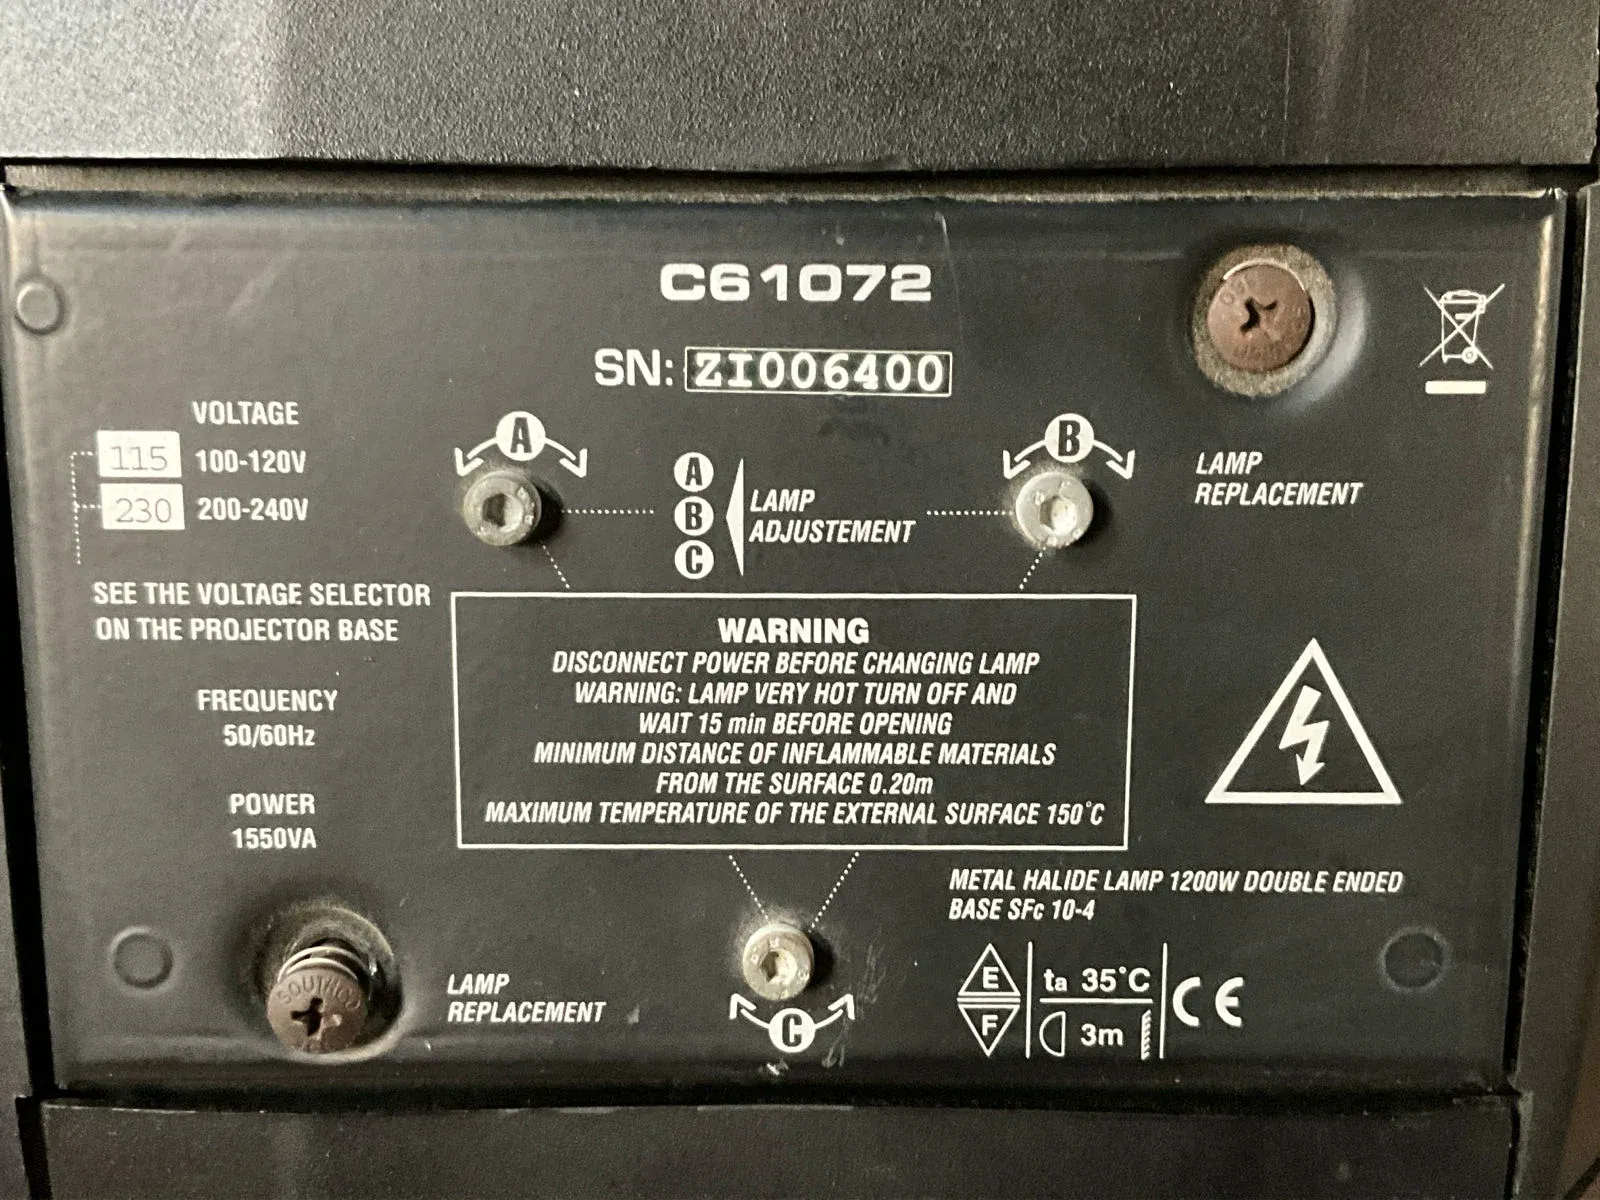 C61072
SN: ZI006400
VOLTAGE
115 100-120V
230 200-240V
SEE THE VOLTAGE SELECTOR
ON THE PROJECTOR BASE
FREQUENCY
50/60Hz
POWER
1550VA
A
B
A
B
C
LAMP
ADJUSTEMENT
LAMP
REPLACEMENT
WARNING
DISCONNECT POWER BEFORE CHANGING LAMP
WARNING: LAMP VERY HOT TURN OFF AND
WAIT 15 min BEFORE OPENING
MINIMUM DISTANCE OF INFLAMMABLE MATERIALS
FROM THE SURFACE 0.20m
MAXIMUM TEMPERATURE OF THE EXTERNAL SURFACE 150°C
METAL HALIDE LAMP 1200W DOUBLE ENDED
BASE SFc 10-4
LAMP
REPLACEMENT
SOUTHCO
C
E
F
ta 35°C
3m
CE